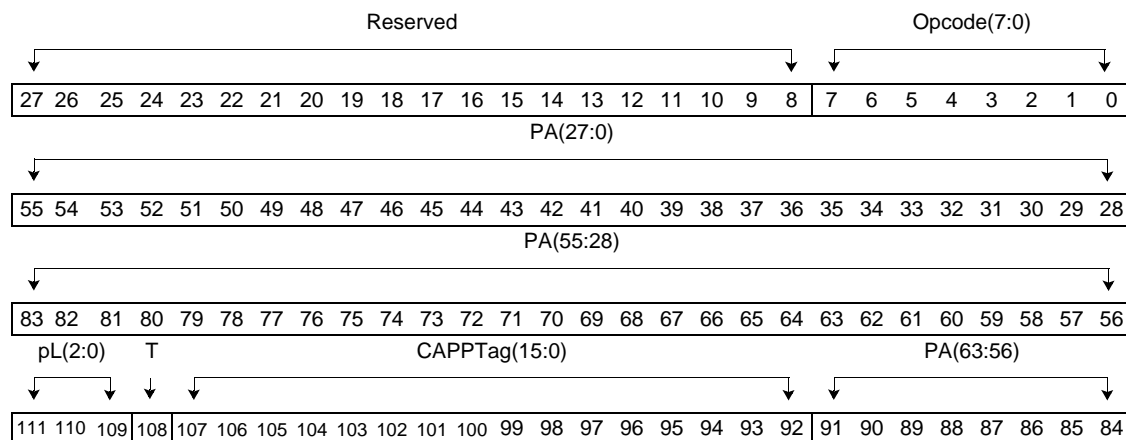 Reserved Opcode(7:0)
27 26 25 24 23 22 21 20 19 18 17 16 15 14 13 12 11 10 9 8 7 6 5 4 3 2 1 0
PA(27:0)
55 54 53 52 51 50 49 48 47 46 45 44 43 42 41 40 39 38 37 36 35 34 33 32 31 30 29 28
PA(55:28)
83 82 81 80 79 78 77 76 75 74 73 72 71 70 69 68 67 66 65 64 63 62 61 60 59 58 57 56
pL(2:0) T CAPPTag(15:0) PA(63:56)
111 110 109 108 107 106 105 104 103 102 101 100 99 98 97 96 95 94 93 92 91 90 89 88 87 86 85 84